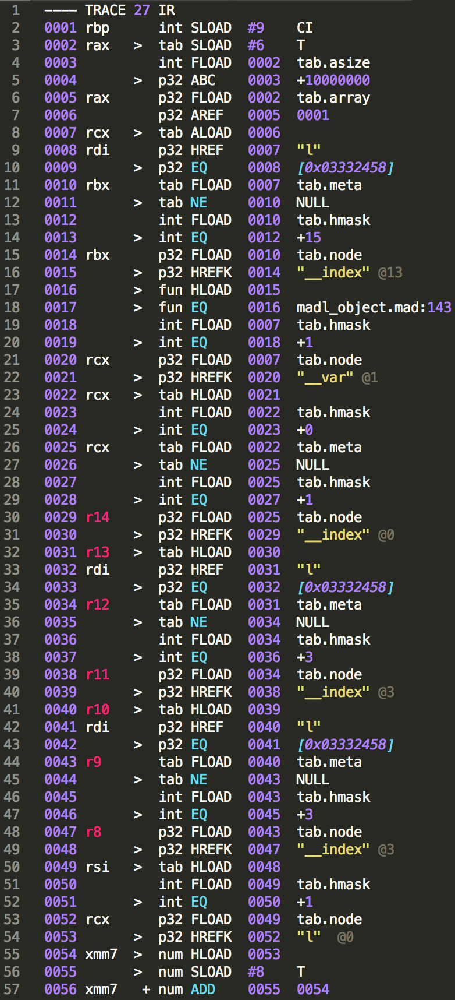 1 ---- TRACE 27 IR
2 0001 rbp int SLOAD #9 CI
3 0002 rax > tab SLOAD #6 T
4 0003 int FLOAD 0002 tab.asize
5 0004 > p32 ABC 0003 +10000000
6 0005 rax p32 FLOAD 0002 tab.array
7 0006 p32 AREF 0005 0001
8 0007 rcx > tab ALOAD 0006
9 0008 rdi p32 HREF 0007 "l"
10 0009 > p32 EQ 0008 [0x03332458]
11 0010 rbx tab FLOAD 0007 tab.meta
12 0011 > tab NE 0010 NULL
13 0012 int FLOAD 0010 tab.hmask
14 0013 > int EQ 0012 +15
15 0014 rbx p32 FLOAD 0010 tab.node
16 0015 > p32 HREFK 0014 "__index" @13
17 0016 > fun HLOAD 0015
18 0017 > fun EQ 0016 madl_object.mad:143
19 0018 int FLOAD 0007 tab.hmask
20 0019 > int EQ 0018 +1
21 0020 rcx p32 FLOAD 0007 tab.node
22 0021 > p32 HREFK 0020 "__var" @1
23 0022 rcx > tab HLOAD 0021
24 0023 int FLOAD 0022 tab.hmask
25 0024 > int EQ 0023 +0
26 0025 rcx tab FLOAD 0022 tab.meta
27 0026 > tab NE 0025 NULL
28 0027 int FLOAD 0025 tab.hmask
29 0028 > int EQ 0027 +1
30 0029 r14 p32 FLOAD 0025 tab.node
31 0030 > p32 HREFK 0029 "__index" @0
32 0031 r13 > tab HLOAD 0030
33 0032 rdi p32 HREF 0031 "l"
34 0033 > p32 EQ 0032 [0x03332458]
35 0034 r12 tab FLOAD 0031 tab.meta
36 0035 > tab NE 0034 NULL
37 0036 int FLOAD 0034 tab.hmask
38 0037 > int EQ 0036 +3
39 0038 r11 p32 FLOAD 0034 tab.node
40 0039 > p32 HREFK 0038 "__index" @3
41 0040 r10 > tab HLOAD 0039
42 0041 rdi p32 HREF 0040 "l"
43 0042 > p32 EQ 0041 [0x03332458]
44 0043 r9 tab FLOAD 0040 tab.meta
45 0044 > tab NE 0043 NULL
46 0045 int FLOAD 0043 tab.hmask
47 0046 > int EQ 0045 +3
48 0047 r8 p32 FLOAD 0043 tab.node
49 0048 > p32 HREFK 0047 "__index" @3
50 0049 rsi > tab HLOAD 0048
51 0050 int FLOAD 0049 tab.hmask
52 0051 > int EQ 0050 +1
53 0052 rcx p32 FLOAD 0049 tab.node
54 0053 > p32 HREFK 0052 "l" @0
55 0054 xmm7 > num HLOAD 0053
56 0055 > num SLOAD #8 T
57 0056 xmm7 + num ADD 0055 0054